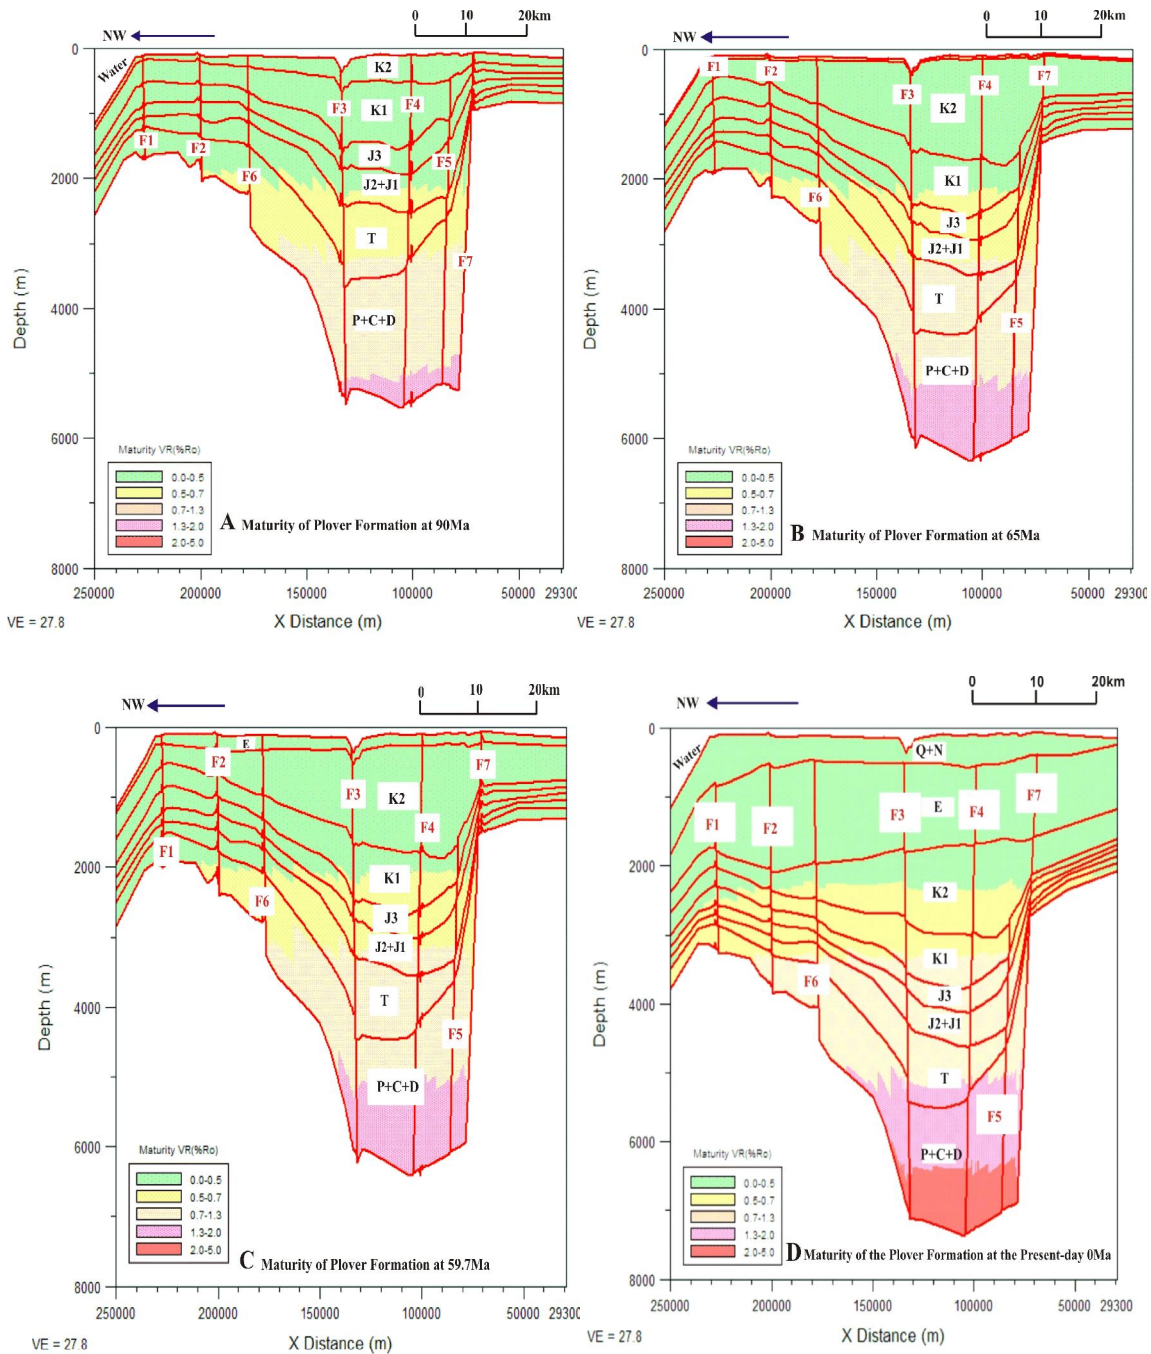 0 10 20km
NW
0
Water
K2
F3
F4
K1
F1
F2
J3
F5
F6
J2+J1
2000
T
F7
4000
P+C+D
Depth (m)
6000
Maturity VR(%Ro)
0.0-0.5
0.5-0.7
0.7-1.3
1.3-2.0
2.0-5.0
A Maturity of Plover Formation at 90Ma
8000
250000 200000 150000 100000 50000 29300
VE = 27.8
X Distance (m)
0 10 20km
NW
0
F1
F2
F3
F4
F7
K2
2000
K1
F6
J3
J2+J1
T
F5
4000
P+C+D
Depth (m)
6000
Maturity VR(%Ro)
0.0-0.5
0.5-0.7
0.7-1.3
1.3-2.0
2.0-5.0
B Maturity of Plover Formation at 65Ma
8000
250000 200000 150000 100000 50000 29300
VE = 27.8
X Distance (m)
0 10 20km
NW
0
E
F2
F7
F3
K2
F4
F1
2000
K1
F6
J3
J2+J1
T
4000
F5
P+C+D
Depth (m)
6000
Maturity VR(%Ro)
0.0-0.5
0.5-0.7
0.7-1.3
1.3-2.0
2.0-5.0
C Maturity of Plover Formation at 59.7Ma
8000
250000 200000 150000 100000 50000 29300
VE = 27.8
X Distance (m)
0 10 20km
NW
0
Water
Q+N
F7
E
F3
F4
F1
F2
2000
K2
K1
F6
J3
J2+J1
4000
T
F5
P+C+D
Depth (m)
6000
Maturity VR(%Ro)
0.0-0.5
0.5-0.7
0.7-1.3
1.3-2.0
2.0-5.0
D Maturity of the Plover Formation at the Present-day 0Ma
8000
250000 200000 150000 100000 50000 29300
VE = 27.8
X Distance (m)